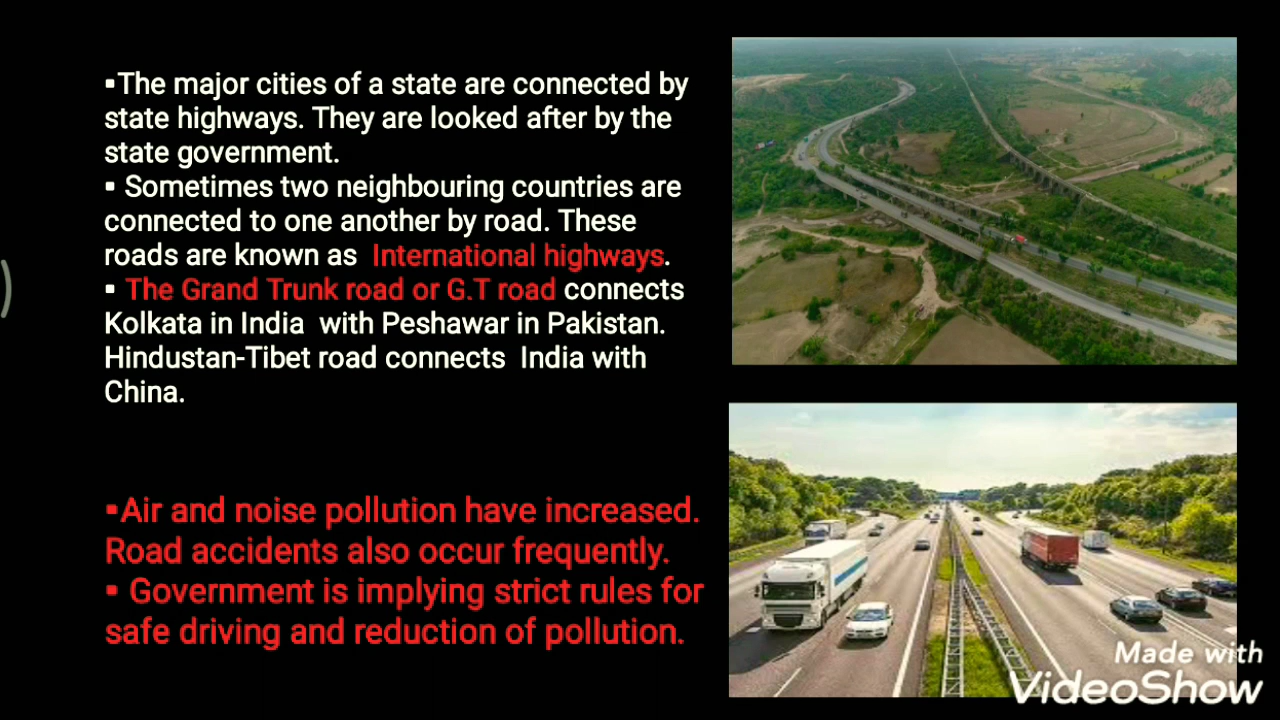 ▪The major cities of a state are connected by
state highways. They are looked after by the
state government.
▪ Sometimes two neighbouring countries are
connected to one another by road. These
roads are known as International highways.
▪ The Grand Trunk road or G.T road connects
Kolkata in India with Peshawar in Pakistan.
Hindustan-Tibet road connects India with
China.
▪Air and noise pollution have increased.
Road accidents also occur frequently.
▪ Government is implying strict rules for
safe driving and reduction of pollution.
Made with
VideoShow